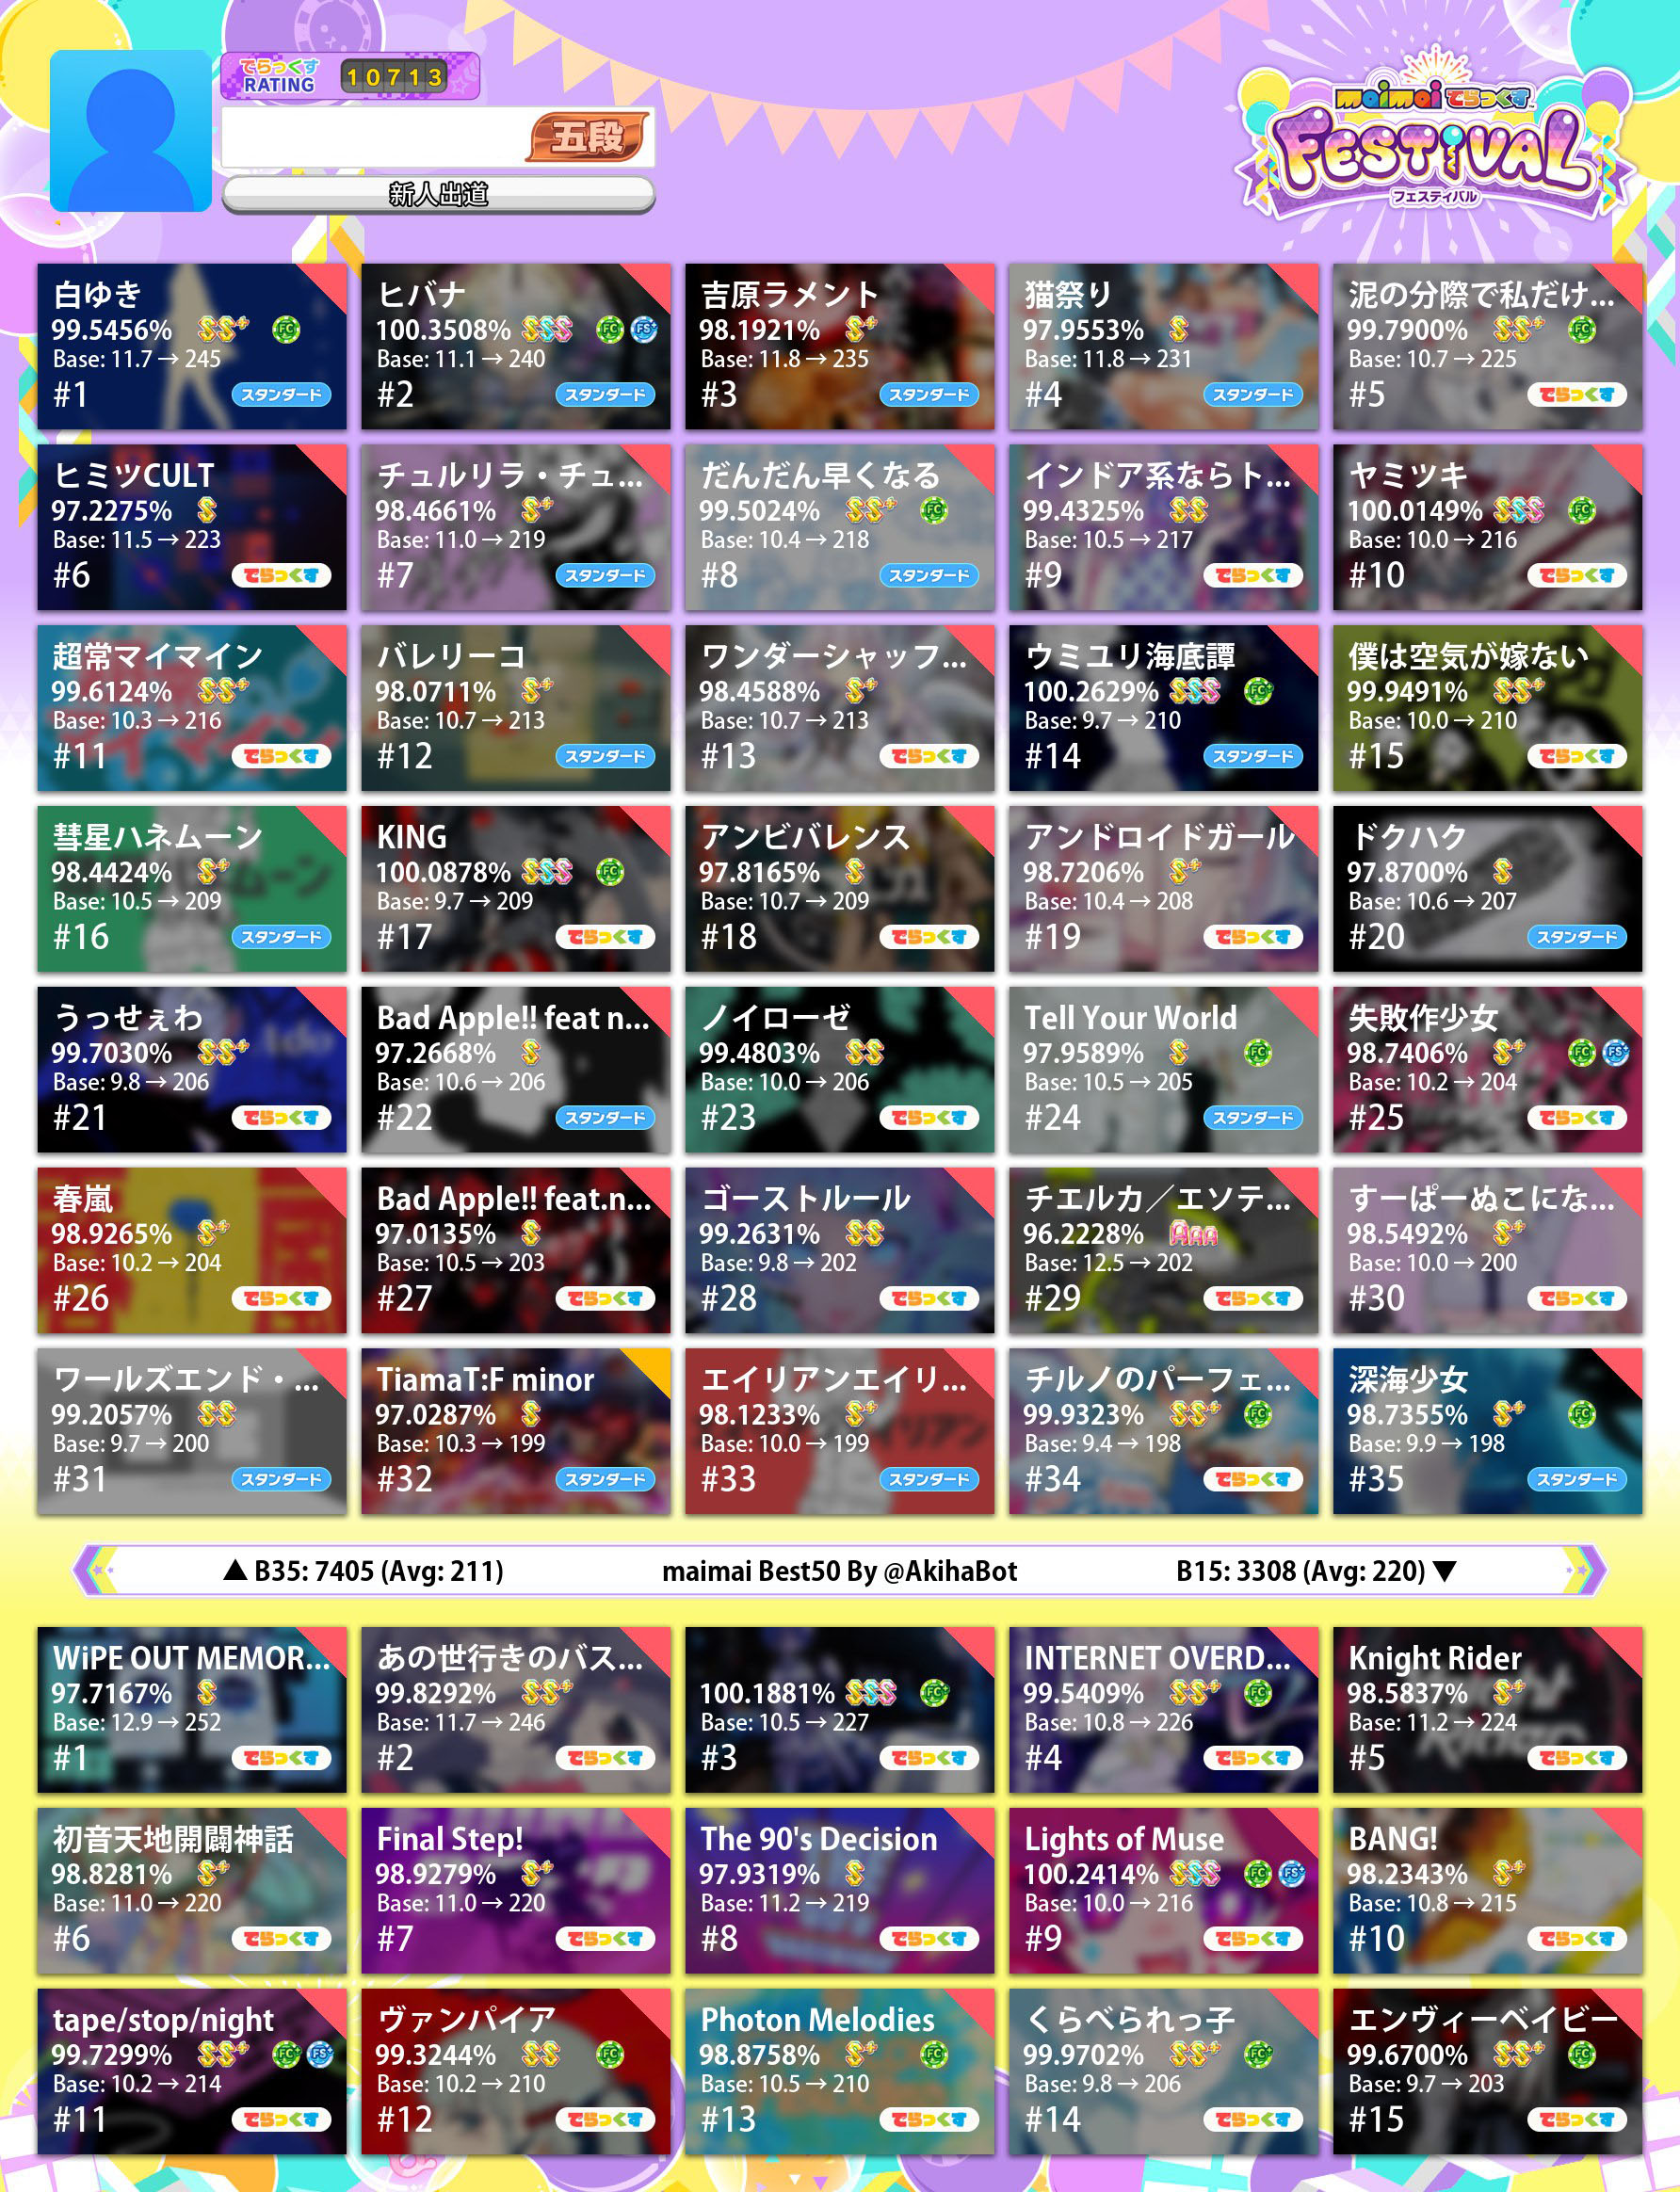 でらっくす
RATING
10713
五段
新人出道
maimai でらっくす
FESTiVAL
フェスティバル
白ゆき
99.5456% SS+ FC
Base: 11.7 → 245
#1 スタンダード
ヒバナ
100.3508% SSS FC FS+
Base: 11.1 → 240
#2 スタンダード
吉原ラメント
98.1921% S+
Base: 11.8 → 235
#3 スタンダード
猫祭り
97.9553% S
Base: 11.8 → 231
#4 スタンダード
泥の分際で私だけ...
99.7900% SS+ FC
Base: 10.7 → 225
#5 でらっくす
ヒミツCULT
97.2275% S
Base: 11.5 → 223
#6 でらっくす
チュルリラ・チュ...
98.4661% S+
Base: 11.0 → 219
#7 スタンダード
だんだん早くなる
99.5024% SS+ FC
Base: 10.4 → 218
#8 スタンダード
インドア系ならト...
99.4325% SS
Base: 10.5 → 217
#9 でらっくす
ヤミツキ
100.0149% SSS FC
Base: 10.0 → 216
#10 でらっくす
超常マイマイン
99.6124% SS+
Base: 10.3 → 216
#11 でらっくす
バレリーコ
98.0711% S+
Base: 10.7 → 213
#12 スタンダード
ワンダーシャッフ...
98.4588% S+
Base: 10.7 → 213
#13 でらっくす
ウミユリ海底譚
100.2629% SSS FC+
Base: 9.7 → 210
#14 スタンダード
僕は空気が嫁ない
99.9491% SS+
Base: 10.0 → 210
#15 でらっくす
彗星ハネムーン
98.4424% S+
Base: 10.5 → 209
#16 スタンダード
KING
100.0878% SSS FC
Base: 9.7 → 209
#17 でらっくす
アンビバレンス
97.8165% S
Base: 10.7 → 209
#18 でらっくす
アンドロイドガール
98.7206% S+
Base: 10.4 → 208
#19 でらっくす
ドクハク
97.8700% S
Base: 10.6 → 207
#20 スタンダード
うっせぇわ
99.7030% SS+
Base: 9.8 → 206
#21 でらっくす
Bad Apple!! feat n...
97.2668% S
Base: 10.6 → 206
#22 スタンダード
ノイローゼ
99.4803% SS
Base: 10.0 → 206
#23 でらっくす
Tell Your World
97.9589% S FC
Base: 10.5 → 205
#24 スタンダード
失敗作少女
98.7406% S+ FC FS+
Base: 10.2 → 204
#25 でらっくす
春嵐
98.9265% S+
Base: 10.2 → 204
#26 でらっくす
Bad Apple!! feat.n...
97.0135% S
Base: 10.5 → 203
#27 でらっくす
ゴーストルール
99.2631% SS
Base: 9.8 → 202
#28 でらっくす
チエルカ／エソテ...
96.2228% AAA
Base: 12.5 → 202
#29 でらっくす
すーぱーぬこにな...
98.5492% S+
Base: 10.0 → 200
#30 でらっくす
ワールズエンド・...
99.2057% SS
Base: 9.7 → 200
#31 スタンダード
TiamaT:F minor
97.0287% S
Base: 10.3 → 199
#32 スタンダード
エイリアンエイリ...
98.1233% S+
Base: 10.0 → 199
#33 スタンダード
チルノのパーフェ...
99.9323% SS+ FC
Base: 9.4 → 198
#34 でらっくす
深海少女
98.7355% S+ FC
Base: 9.9 → 198
#35 スタンダード
▲ B35: 7405 (Avg: 211)
maimai Best50 By @AkihaBot
B15: 3308 (Avg: 220) ▼
WiPE OUT MEMOR...
97.7167% S
Base: 12.9 → 252
#1 でらっくす
あの世行きのバス...
99.8292% SS+
Base: 11.7 → 246
#2 でらっくす
100.1881% SSS FC+
Base: 10.5 → 227
#3 でらっくす
INTERNET OVERD...
99.5409% SS+ FC
Base: 10.8 → 226
#4 でらっくす
Knight Rider
98.5837% S+
Base: 11.2 → 224
#5 でらっくす
初音天地開闢神話
98.8281% S+
Base: 11.0 → 220
#6 でらっくす
Final Step!
98.9279% S+
Base: 11.0 → 220
#7 でらっくす
The 90's Decision
97.9319% S
Base: 11.2 → 219
#8 でらっくす
Lights of Muse
100.2414% SSS FC FS+
Base: 10.0 → 216
#9 でらっくす
BANG!
98.2343% S+
Base: 10.8 → 215
#10 でらっくす
tape/stop/night
99.7299% SS+ FC+ FS+
Base: 10.2 → 214
#11 でらっくす
ヴァンパイア
99.3244% SS FC
Base: 10.2 → 210
#12 でらっくす
Photon Melodies
98.8758% S+ FC
Base: 10.5 → 210
#13 でらっくす
くらべられっ子
99.9702% SS+ FC+
Base: 9.8 → 206
#14 でらっくす
エンヴィーベイビー
99.6700% SS+ FC
Base: 9.7 → 203
#15 でらっくす